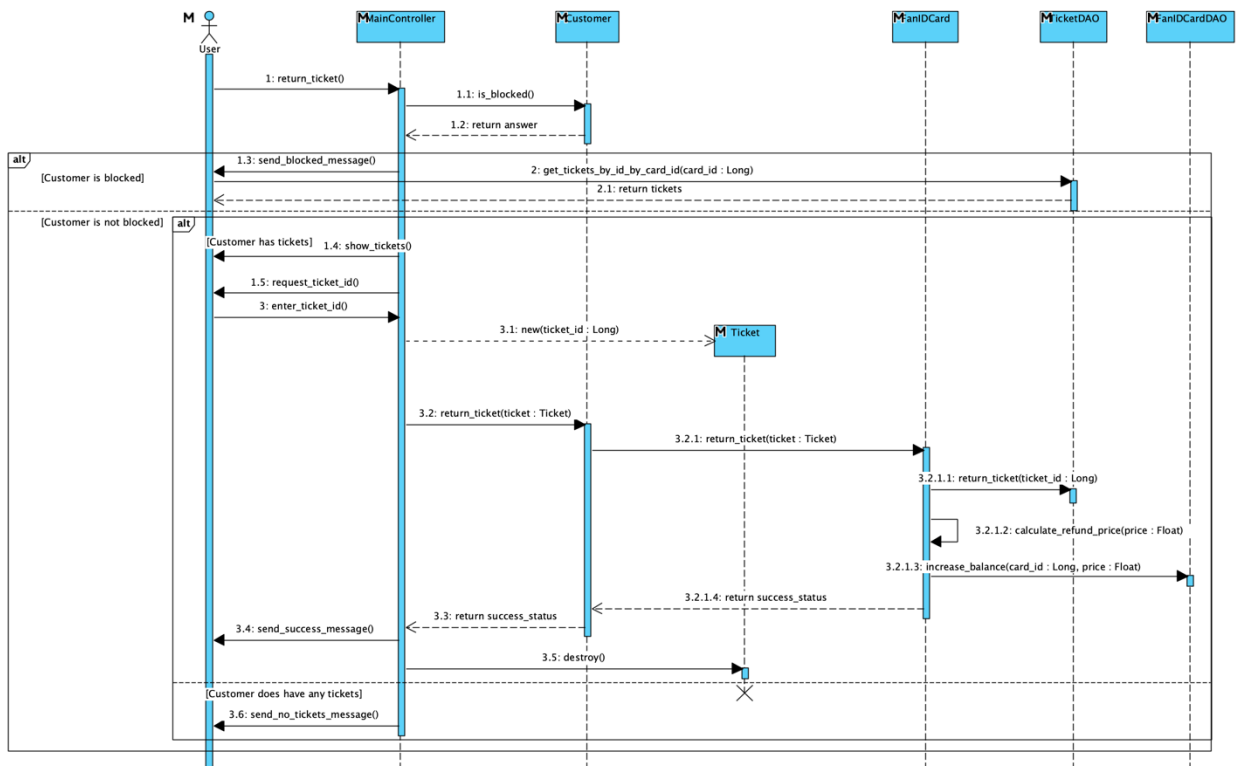 M
User
MMainController
MCustomer
MFanIDCard
MTicketDAO
MFanIDCardDAO
1: return_ticket()
1.1: is_blocked()
1.2: return answer
alt
1.3: send_blocked_message()
[Customer is blocked]
2: get_tickets_by_id_by_card_id(card_id : Long)
2.1: return tickets
[Customer is not blocked]
alt
[Customer has tickets]
1.4: show_tickets()
1.5: request_ticket_id()
3: enter_ticket_id()
3.1: new(ticket_id : Long)
M Ticket
3.2: return_ticket(ticket : Ticket)
3.2.1: return_ticket(ticket : Ticket)
3.2.1.1: return_ticket(ticket_id : Long)
3.2.1.2: calculate_refund_price(price : Float)
3.2.1.3: increase_balance(card_id : Long, price : Float)
3.2.1.4: return success_status
3.3: return success_status
3.4: send_success_message()
3.5: destroy()
[Customer does have any tickets]
3.6: send_no_tickets_message()